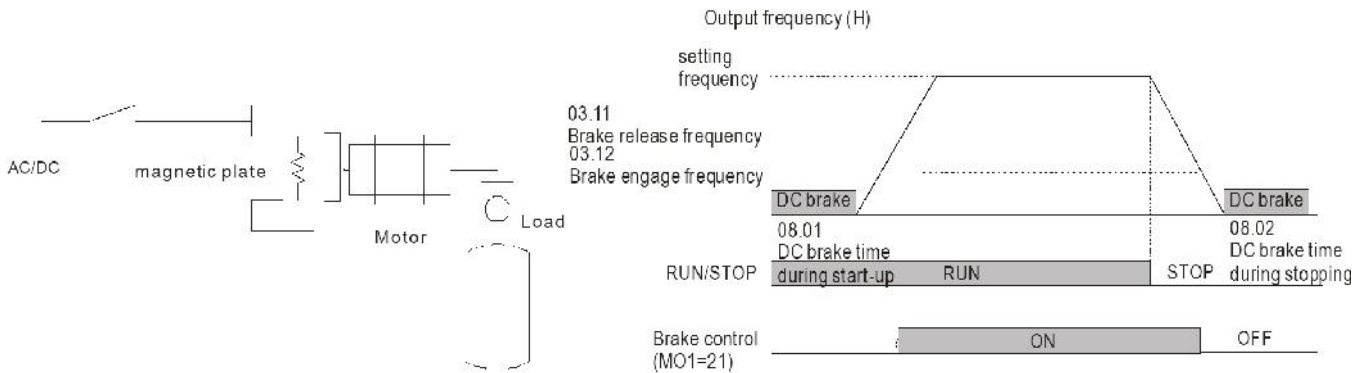 Output frequency (H)
setting
frequency
03.11
Brake release frequency
03.12
Brake engage frequency
AC/DC
magnetic plate
Motor
Load
DC brake
DC brake
08.01
DC brake time
during start-up
08.02
DC brake time
during stopping
RUN/STOP
RUN
STOP
Brake control
(MO1=21)
ON
OFF